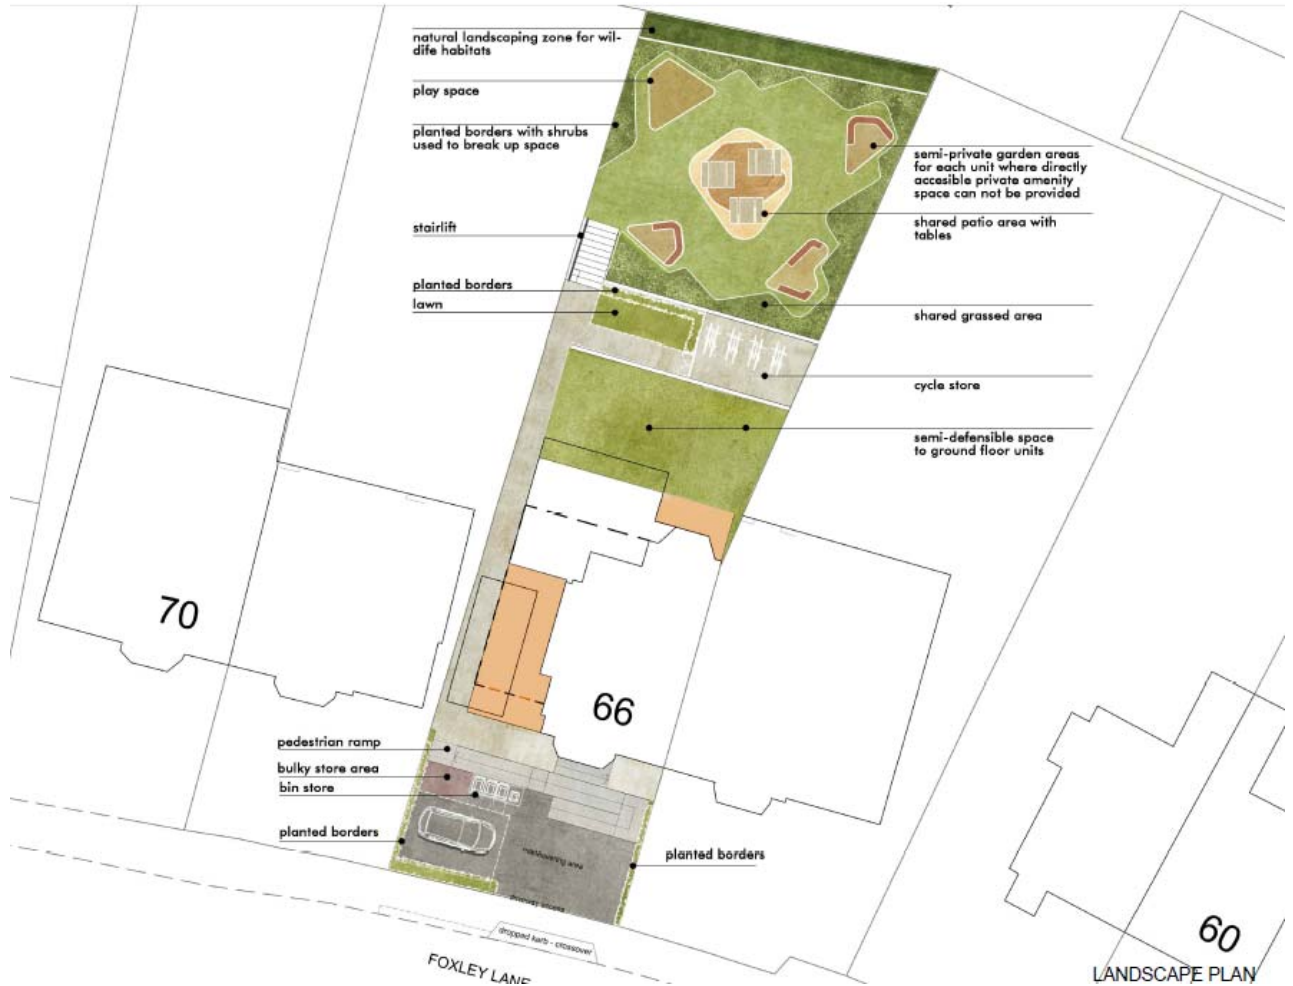 natural landscaping zone for wil-
dife habitats
play space
planted borders with shrubs
used to break up space
semi-private garden areas
for each unit where directly
accesible private amenity
space can not be provided
shared patio area with
tables
stairlift
planted borders
lawn
shared grassed area
cycle store
semi-defensible space
to ground floor units
70
66
pedestrian ramp
bulky store area
bin store
planted borders
planted borders
manoeuvring area
dropped kerb - crossover
FOXLEY LANE
60
LANDSCAPE PLAN